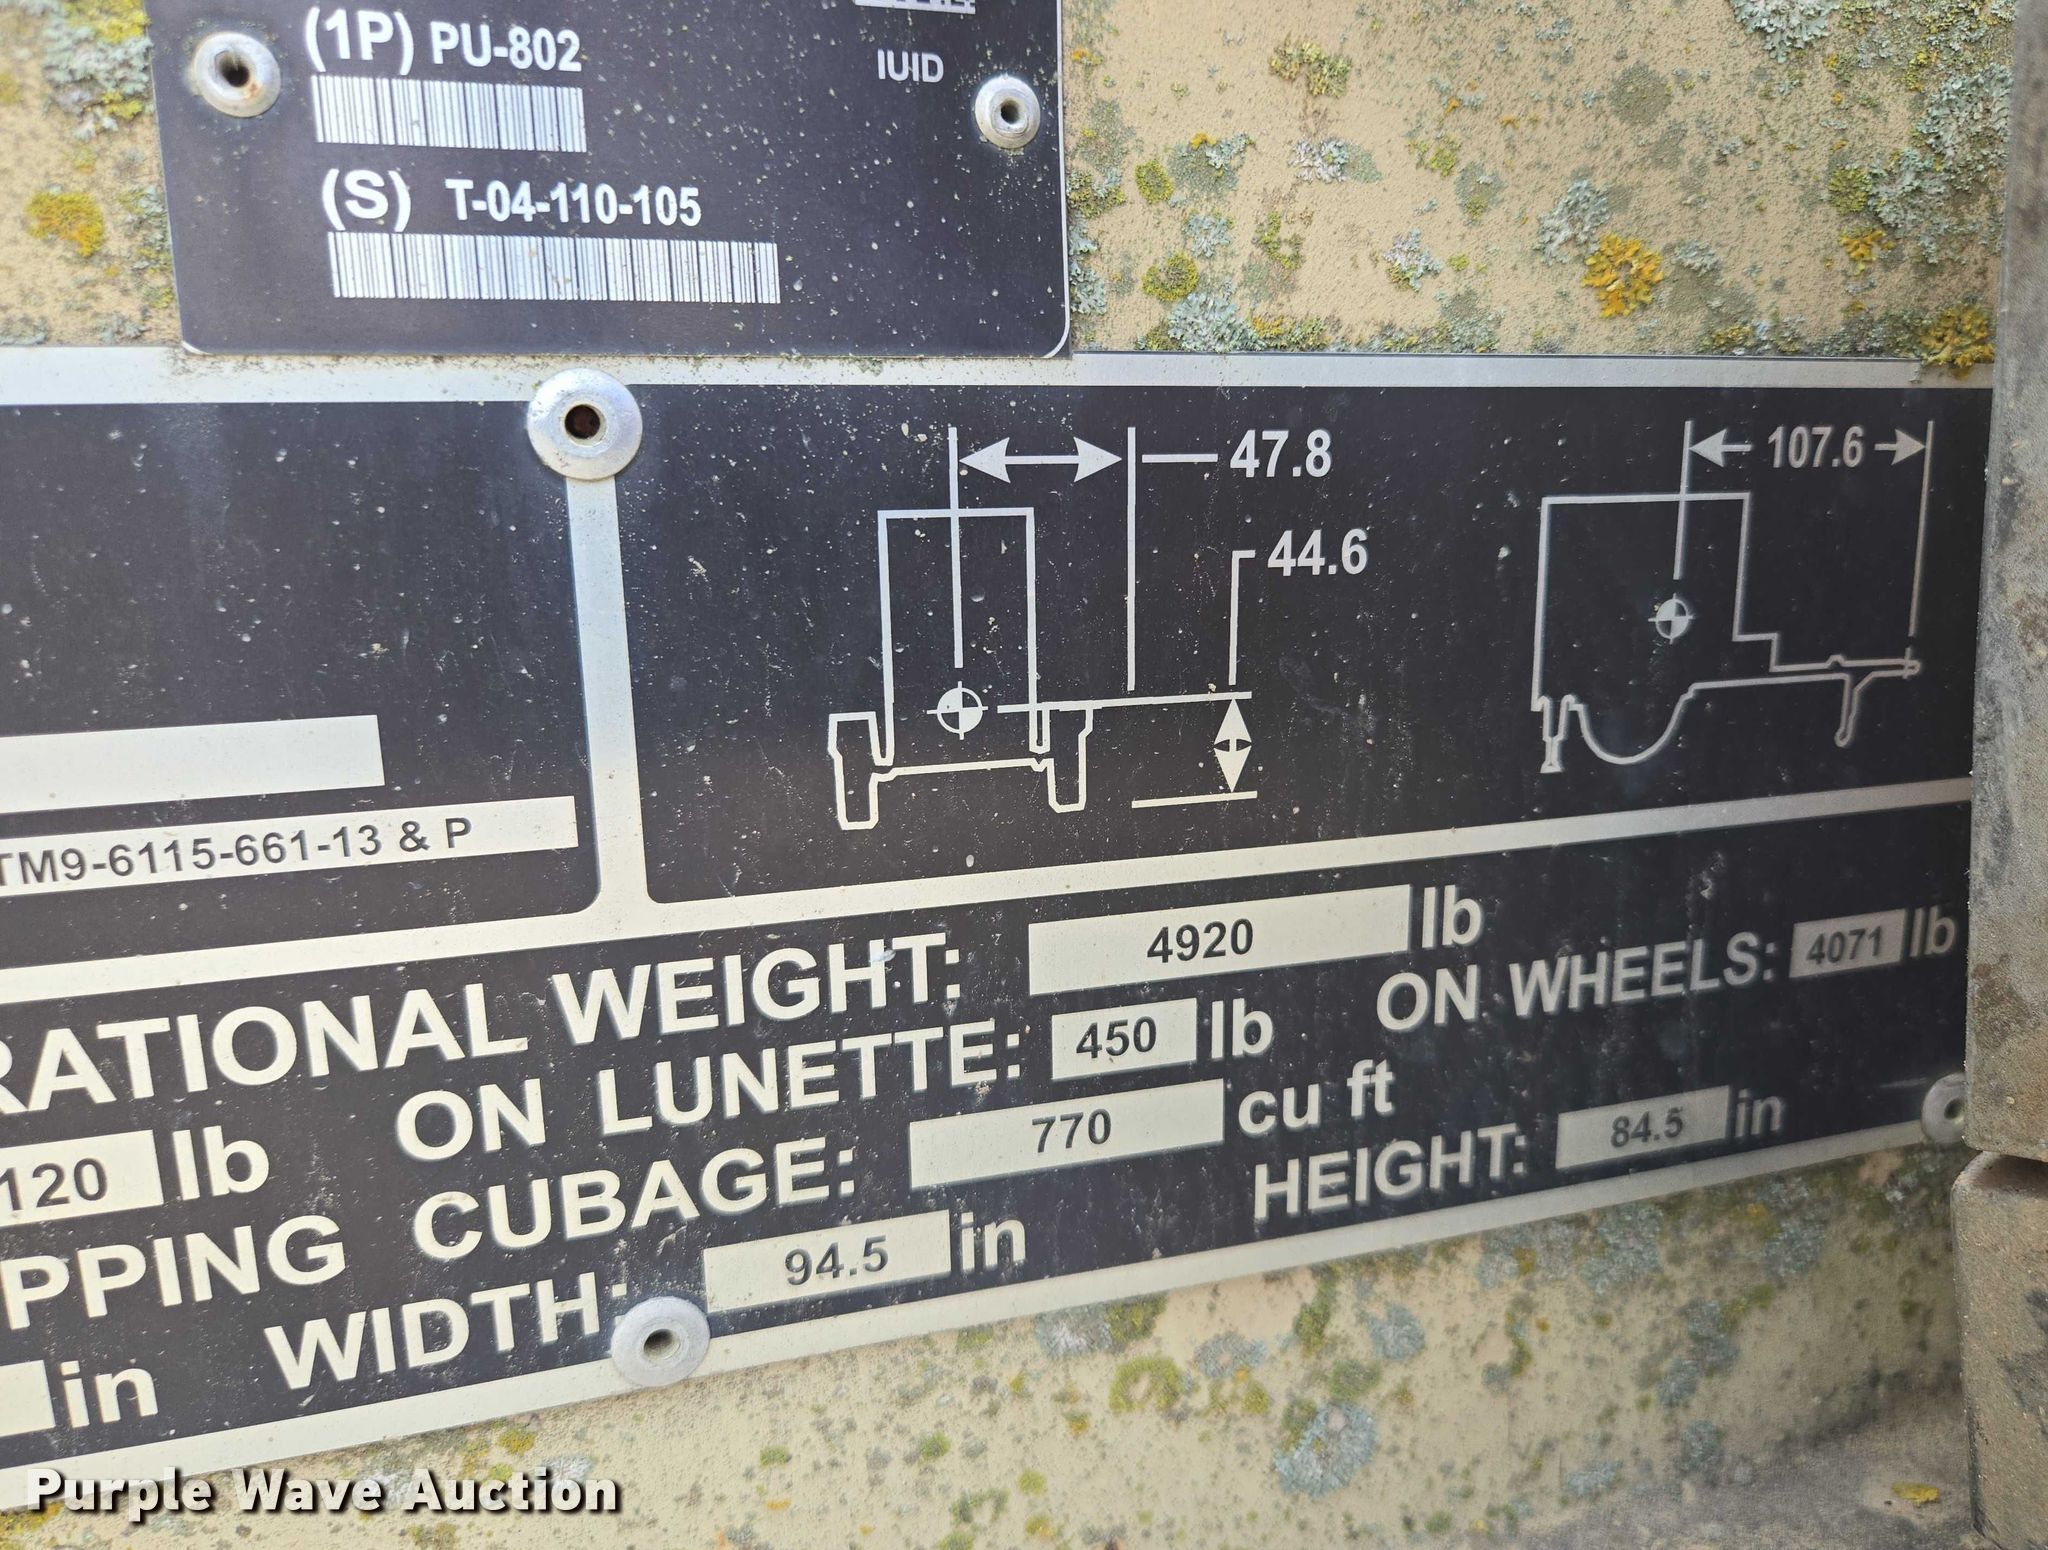 (1P) PU-802
IUID
(S) T-04-110-105
47.8
44.6
107.6
TM9-6115-661-13 & P
RATIONAL WEIGHT: 4920 lb
120 lb ON LUNETTE: 450 lb ON WHEELS: 4071 lb
PPING CUBAGE: 770 cu ft
in WIDTH: 94.5 in HEIGHT: 84.5 in
Purple Wave Auction